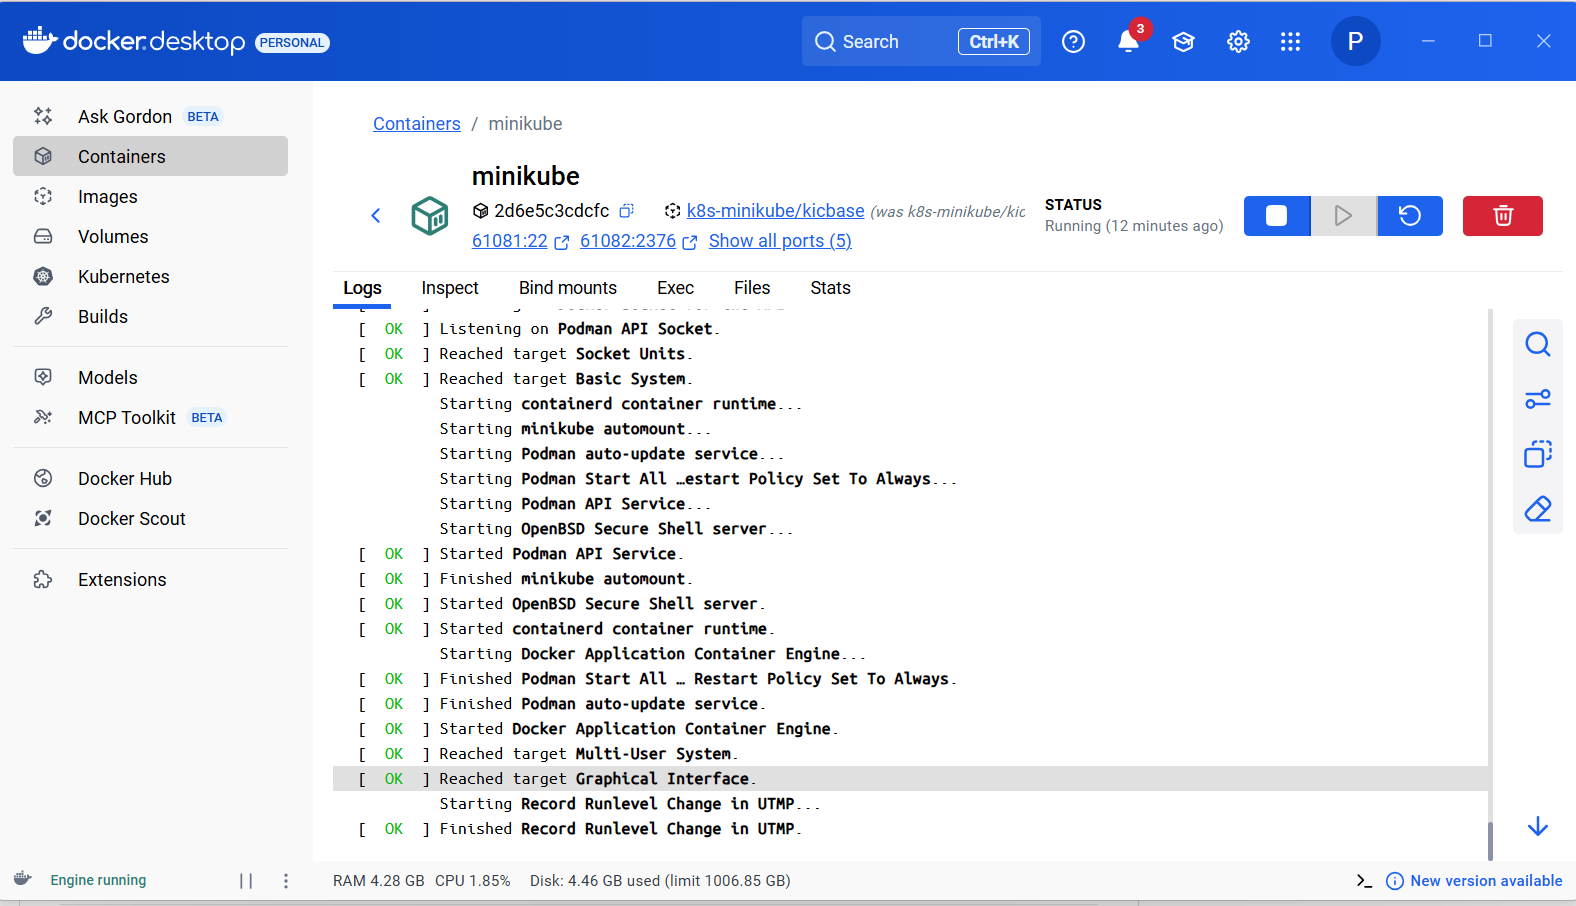 docker.desktop PERSONAL
Search Ctrl+K
3
P
Ask Gordon BETA
Containers
Images
Volumes
Kubernetes
Builds
Models
MCP Toolkit BETA
Docker Hub
Docker Scout
Extensions
Containers / minikube
minikube
2d6e5c3cdcfc k8s-minikube/kicbase (was k8s-minikube/kic
61081:22 61082:2376 Show all ports (5)
STATUS
Running (12 minutes ago)
Logs Inspect Bind mounts Exec Files Stats
[ OK ] Listening on Podman API Socket.
[ OK ] Reached target Socket Units.
[ OK ] Reached target Basic System.
Starting containerd container runtime...
Starting minikube automount...
Starting Podman auto-update service...
Starting Podman Start All …estart Policy Set To Always...
Starting Podman API Service...
Starting OpenBSD Secure Shell server...
[ OK ] Started Podman API Service.
[ OK ] Finished minikube automount.
[ OK ] Started OpenBSD Secure Shell server.
[ OK ] Started containerd container runtime.
Starting Docker Application Container Engine...
[ OK ] Finished Podman Start All … Restart Policy Set To Always.
[ OK ] Finished Podman auto-update service.
[ OK ] Started Docker Application Container Engine.
[ OK ] Reached target Multi-User System.
[ OK ] Reached target Graphical Interface.
Starting Record Runlevel Change in UTMP...
[ OK ] Finished Record Runlevel Change in UTMP.
Engine running
RAM 4.28 GB CPU 1.85% Disk: 4.46 GB used (limit 1006.85 GB)
New version available